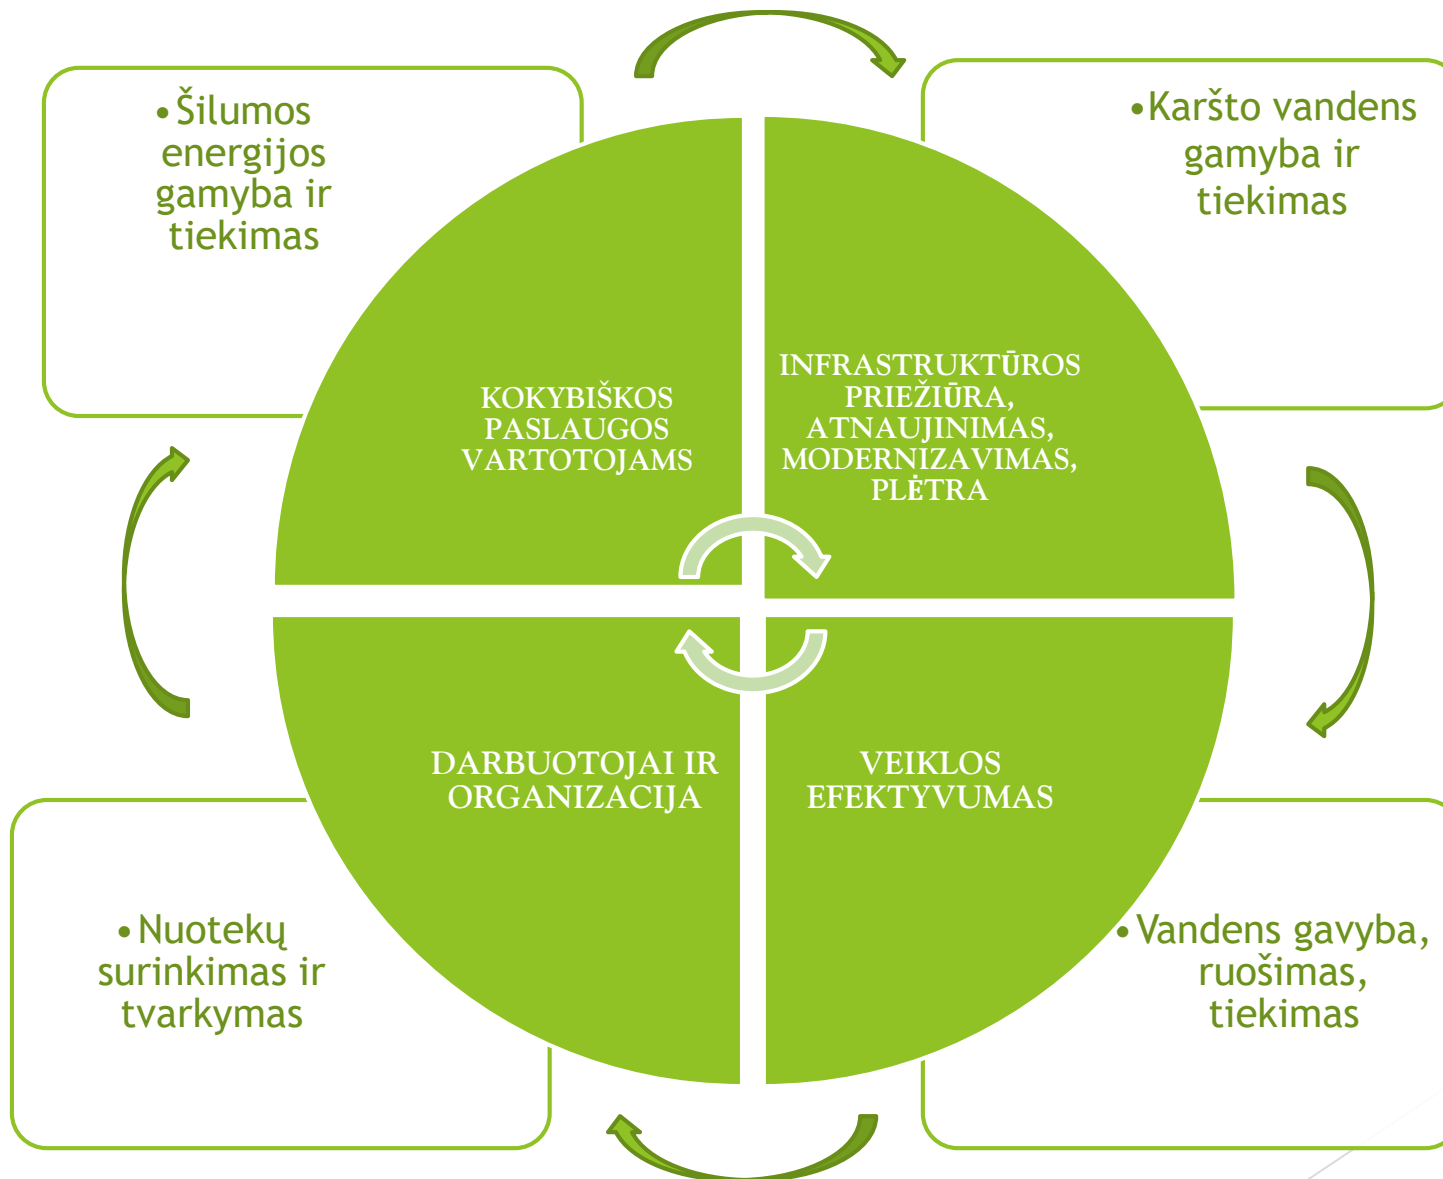 •Šilumos
energijos
gamyba ir
tiekimas
•Karšto vandens
gamyba ir
tiekimas
KOKYBIŠKOS
PASLAUGOS
VARTOTOJAMS
INFRASTRUKTŪROS
PRIEŽIŪRA,
ATNAUJINIMAS,
MODERNIZAVIMAS,
PLĖTRA
DARBUOTOJAI IR
ORGANIZACIJA
VEIKLOS
EFEKTYVUMAS
•Nuotekų
surinkimas ir
tvarkymas
•Vandens gavyba,
ruošimas,
tiekimas